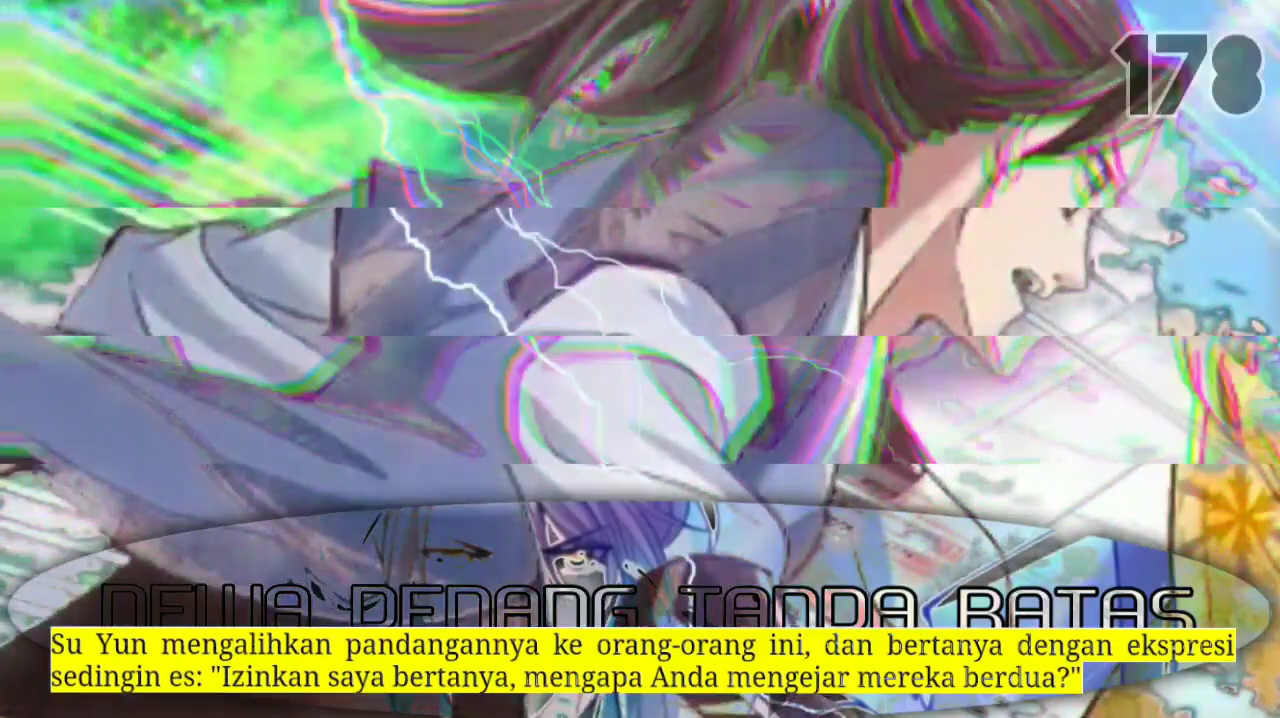 178
DEWA PEDANG TANPA BATAS
Su Yun mengalihkan pandangannya ke orang-orang ini, dan bertanya dengan ekspresi
sedingin es: "Izinkan saya bertanya, mengapa Anda mengejar mereka berdua?"